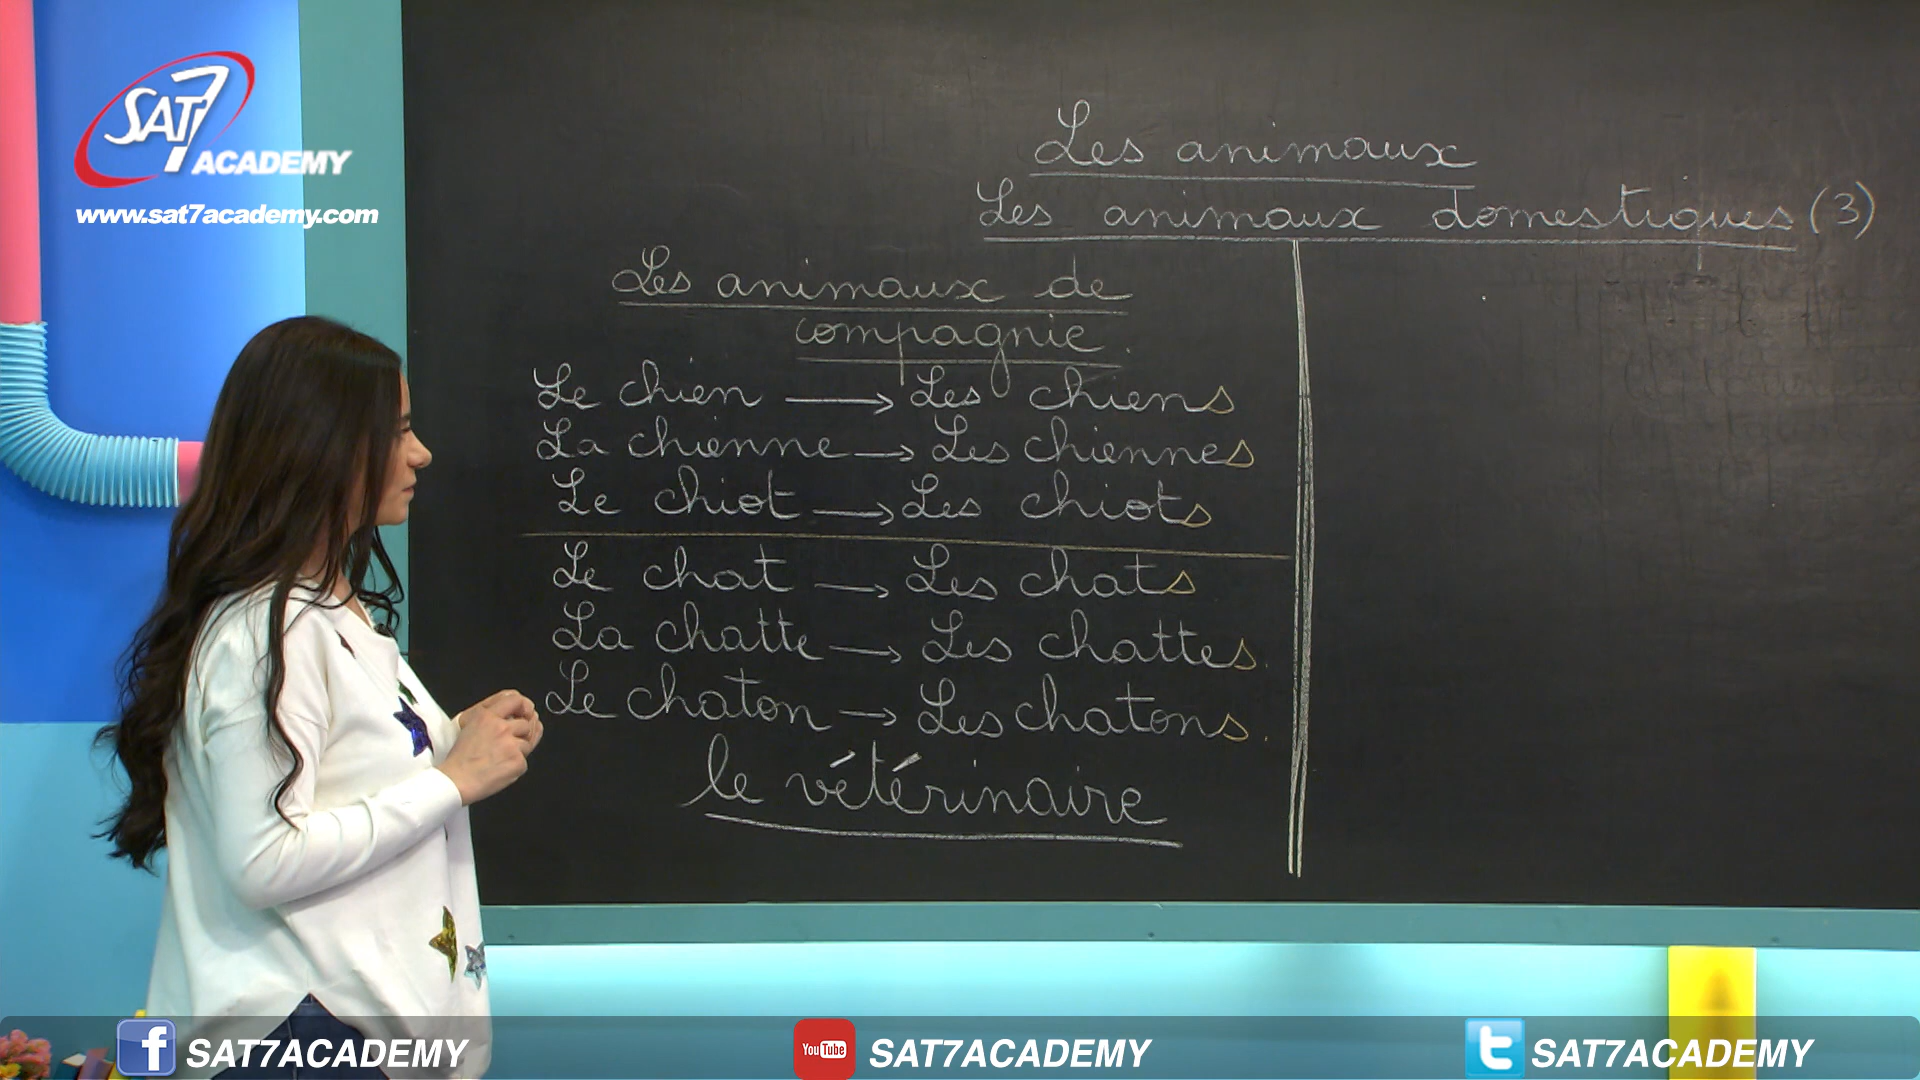 SAT7 ACADEMY
www.sat7academy.com
Les animaux
Les animaux domestiques (3)
Les animaux de
compagnie.
Le chien → Les chiens
La chienne → Les chiennes
Le chiot → Les chiots
Le chat → Les chats
La chatte → Les chattes.
Le chaton → Les chatons.
le vétérinaire
f SAT7ACADEMY
YouTube SAT7ACADEMY
t SAT7ACADEMY